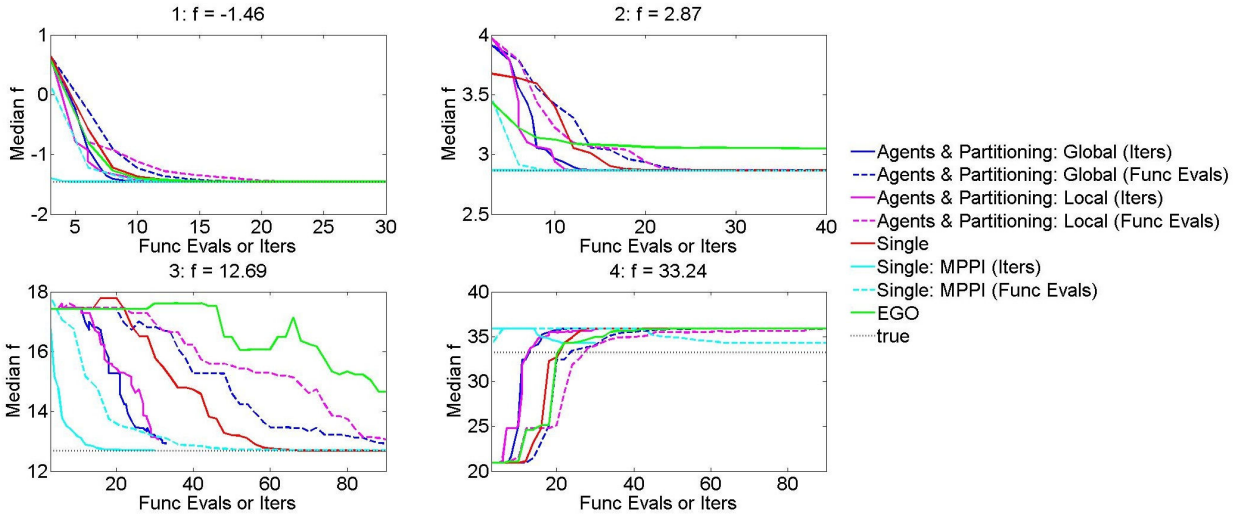 1: f = -1.46
Median f
1
0
-1
-2
5
10
15
20
25
30
Func Evals or Iters
2: f = 2.87
Median f
4
3.5
3
2.5
10
20
30
40
Func Evals or Iters
3: f = 12.69
Median f
18
16
14
12
20
40
60
80
Func Evals or Iters
4: f = 33.24
Median f
40
35
30
25
20
20
40
60
80
Func Evals or Iters
Agents & Partitioning: Global (Iters)
Agents & Partitioning: Global (Func Evals)
Agents & Partitioning: Local (Iters)
Agents & Partitioning: Local (Func Evals)
Single
Single: MPPI (Iters)
Single: MPPI (Func Evals)
EGO
true